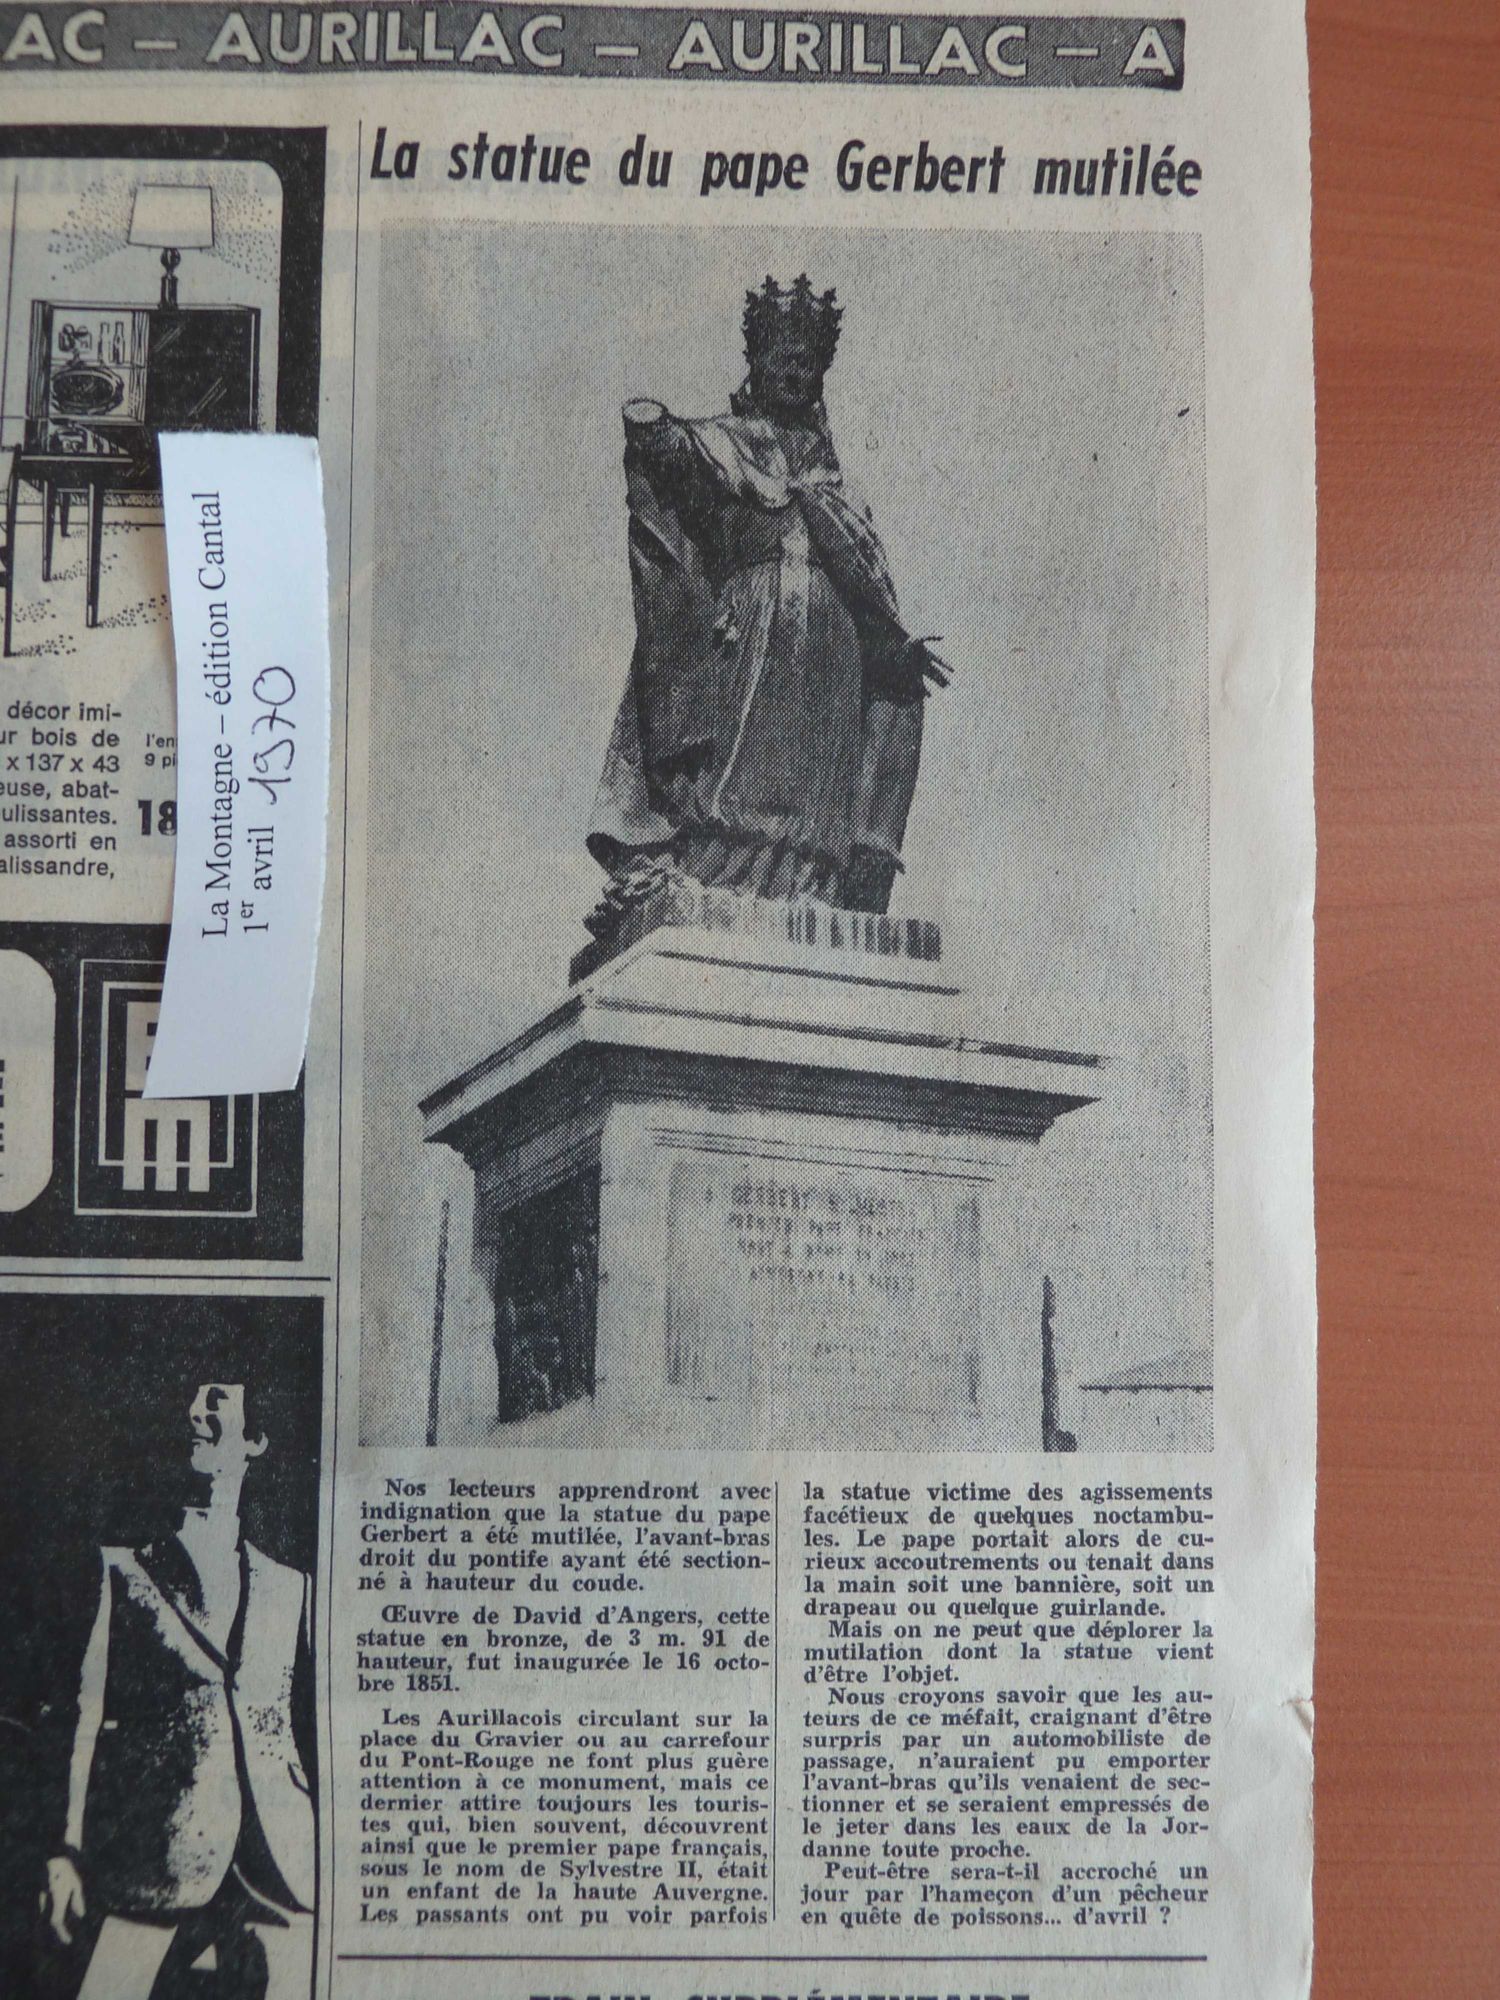 AC – AURILLAC – AURILLAC – A
La statue du pape Gerbert mutilée
décor imi-
ur bois de
x 137 x 43
euse, abat-
ulissantes.
assorti en
alissandre,
l'en
9 pi
18
La Montagne – édition Cantal
1er avril 1970
Nos lecteurs apprendront avec
indignation que la statue du pape
Gerbert a été mutilée, l'avant-bras
droit du pontife ayant été section-
né à hauteur du coude.
Œuvre de David d'Angers, cette
statue en bronze, de 3 m. 91 de
hauteur, fut inaugurée le 16 octo-
bre 1851.
Les Aurillacois circulant sur la
place du Gravier ou au carrefour
du Pont-Rouge ne font plus guère
attention à ce monument, mais ce
dernier attire toujours les touris-
tes qui, bien souvent, découvrent
ainsi que le premier pape français,
sous le nom de Sylvestre II, était
un enfant de la haute Auvergne.
Les passants ont pu voir parfois
la statue victime des agissements
facétieux de quelques noctambu-
les. Le pape portait alors de cu-
rieux accoutrements ou tenait dans
la main soit une bannière, soit un
drapeau ou quelque guirlande.
Mais on ne peut que déplorer la
mutilation dont la statue vient
d'être l'objet.
Nous croyons savoir que les au-
teurs de ce méfait, craignant d'être
surpris par un automobiliste de
passage, n'auraient pu emporter
l'avant-bras qu'ils venaient de sec-
tionner et se seraient empressés de
le jeter dans les eaux de la Jor-
danne toute proche.
Peut-être sera-t-il accroché un
jour par l'hameçon d'un pêcheur
en quête de poissons... d'avril ?
TRAIN SUPPLÉMENTAIRE